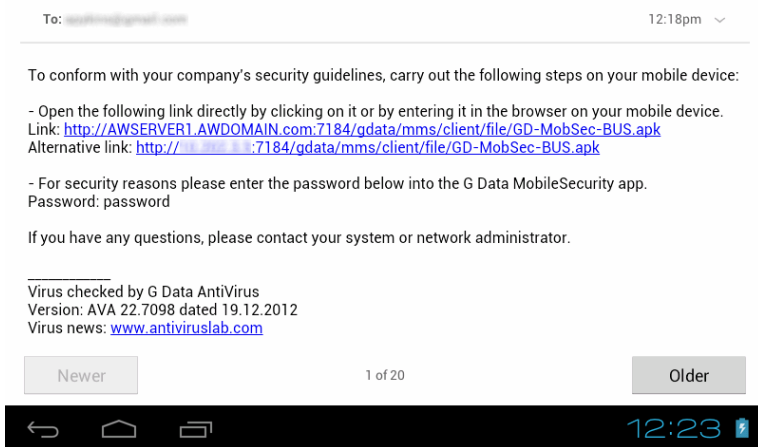 To:
12:18pm
To conform with your company's security guidelines, carry out the following steps on your mobile device:
- Open the following link directly by clicking on it or by entering it in the browser on your mobile device.
Link: http://AWSERVER1.AWDOMAIN.com:7184/gdata/mms/client/file/GD-MobSec-BUS.apk
Alternative link: http:// :7184/gdata/mms/client/file/GD-MobSec-BUS.apk
- For security reasons please enter the password below into the G Data MobileSecurity app.
Password: password
If you have any questions, please contact your system or network administrator.
____________
Virus checked by G Data AntiVirus
Version: AVA 22.7098 dated 19.12.2012
Virus news: www.antiviruslab.com
Newer
1 of 20
Older
12:23